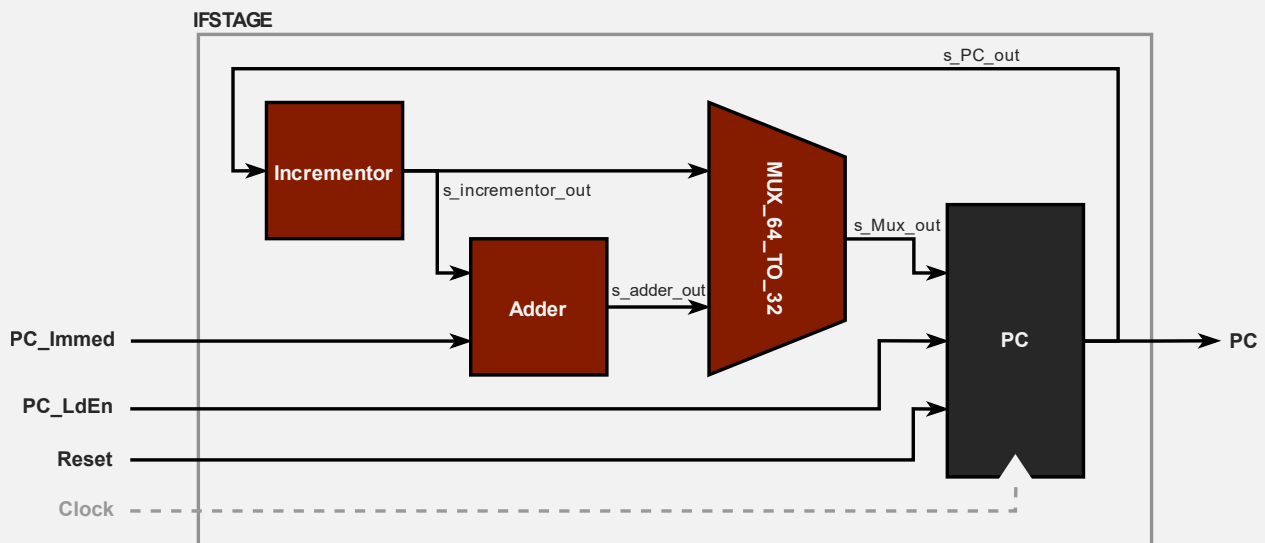 IFSTAGE
s_PC_out
Incrementor
s_incrementor_out
MUX_64_TO_32
s_Mux_out
Adder
s_adder_out
PC_Immed
PC
PC
PC_LdEn
Reset
Clock